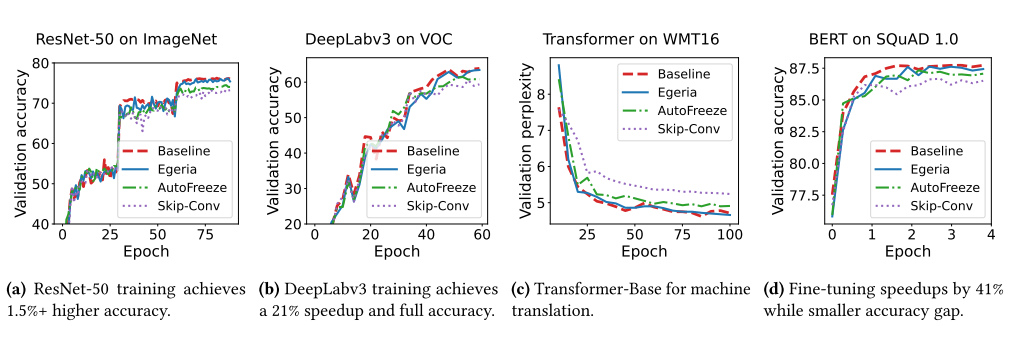 ResNet-50 on ImageNet
Validation accuracy
80
70
60
50
40
0
25
50
75
Epoch
Baseline
Egeria
AutoFreeze
Skip-Conv
DeepLabv3 on VOC
Validation accuracy
60
50
40
30
20
0
20
40
60
Epoch
Baseline
Egeria
AutoFreeze
Skip-Conv
Transformer on WMT16
Validation perplexity
8
7
6
5
25
50
75
100
Epoch
Baseline
Egeria
AutoFreeze
Skip-Conv
BERT on SQuAD 1.0
Validation accuracy
87.5
85.0
82.5
80.0
77.5
0
1
2
3
4
Epoch
Baseline
Egeria
AutoFreeze
Skip-Conv
(a) ResNet-50 training achieves
1.5%+ higher accuracy.
(b) DeepLabv3 training achieves
a 21% speedup and full accuracy.
(c) Transformer-Base for machine
translation.
(d) Fine-tuning speedups by 41%
while smaller accuracy gap.